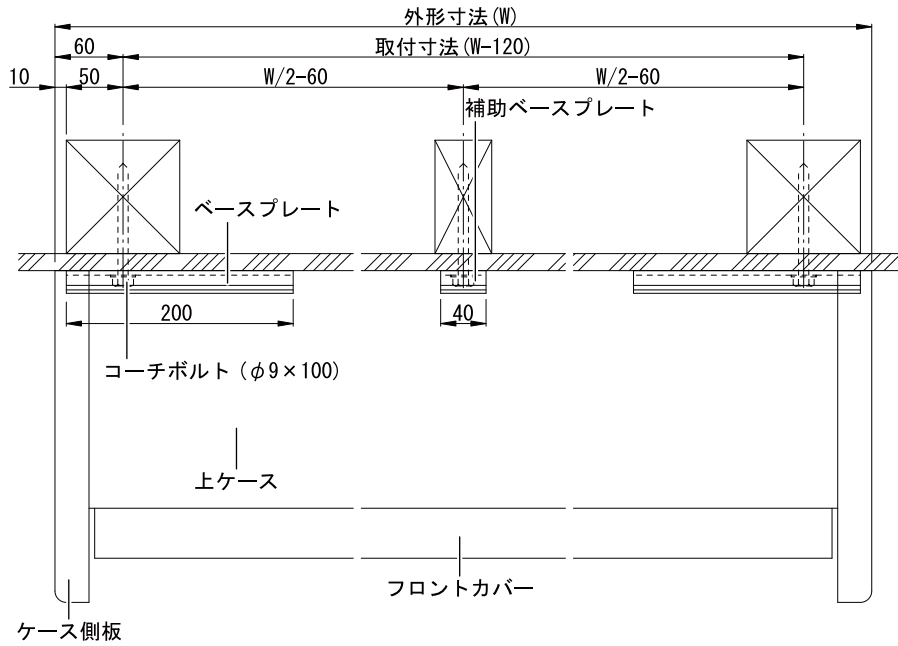 外形寸法(W)
60
取付寸法(W-120)
10
50
W/2-60
W/2-60
補助ベースプレート
ベースプレート
200
40
コーチボルト(φ9×100)
上ケース
フロントカバー
ケース側板